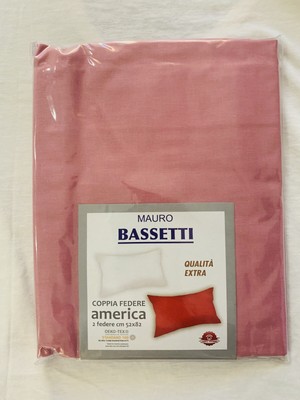 MAURO
BASSETTI
QUALITÀ
EXTRA
COPPIA FEDERE
america
2 federe cm 52x82